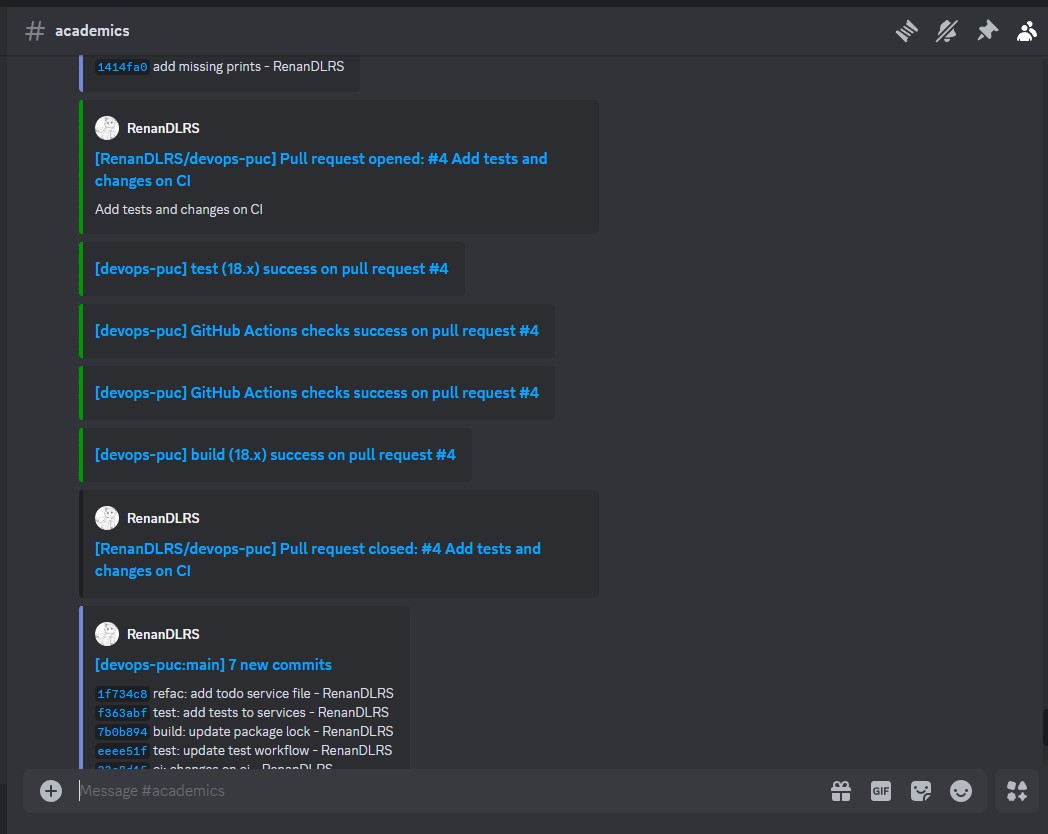 # academics
1414fa0 add missing prints - RenanDLRS
RenanDLRS
[RenanDLRS/devops-puc] Pull request opened: #4 Add tests and
changes on CI
Add tests and changes on CI
[devops-puc] test (18.x) success on pull request #4
[devops-puc] GitHub Actions checks success on pull request #4
[devops-puc] GitHub Actions checks success on pull request #4
[devops-puc] build (18.x) success on pull request #4
RenanDLRS
[RenanDLRS/devops-puc] Pull request closed: #4 Add tests and
changes on CI
RenanDLRS
[devops-puc:main] 7 new commits
1f734c8 refac: add todo service file - RenanDLRS
f363abf test: add tests to services - RenanDLRS
7b0b894 build: update package lock - RenanDLRS
eeee51f test: update test workflow - RenanDLRS
ci: changes on ci - RenanDLRS
Message #academics
GIF